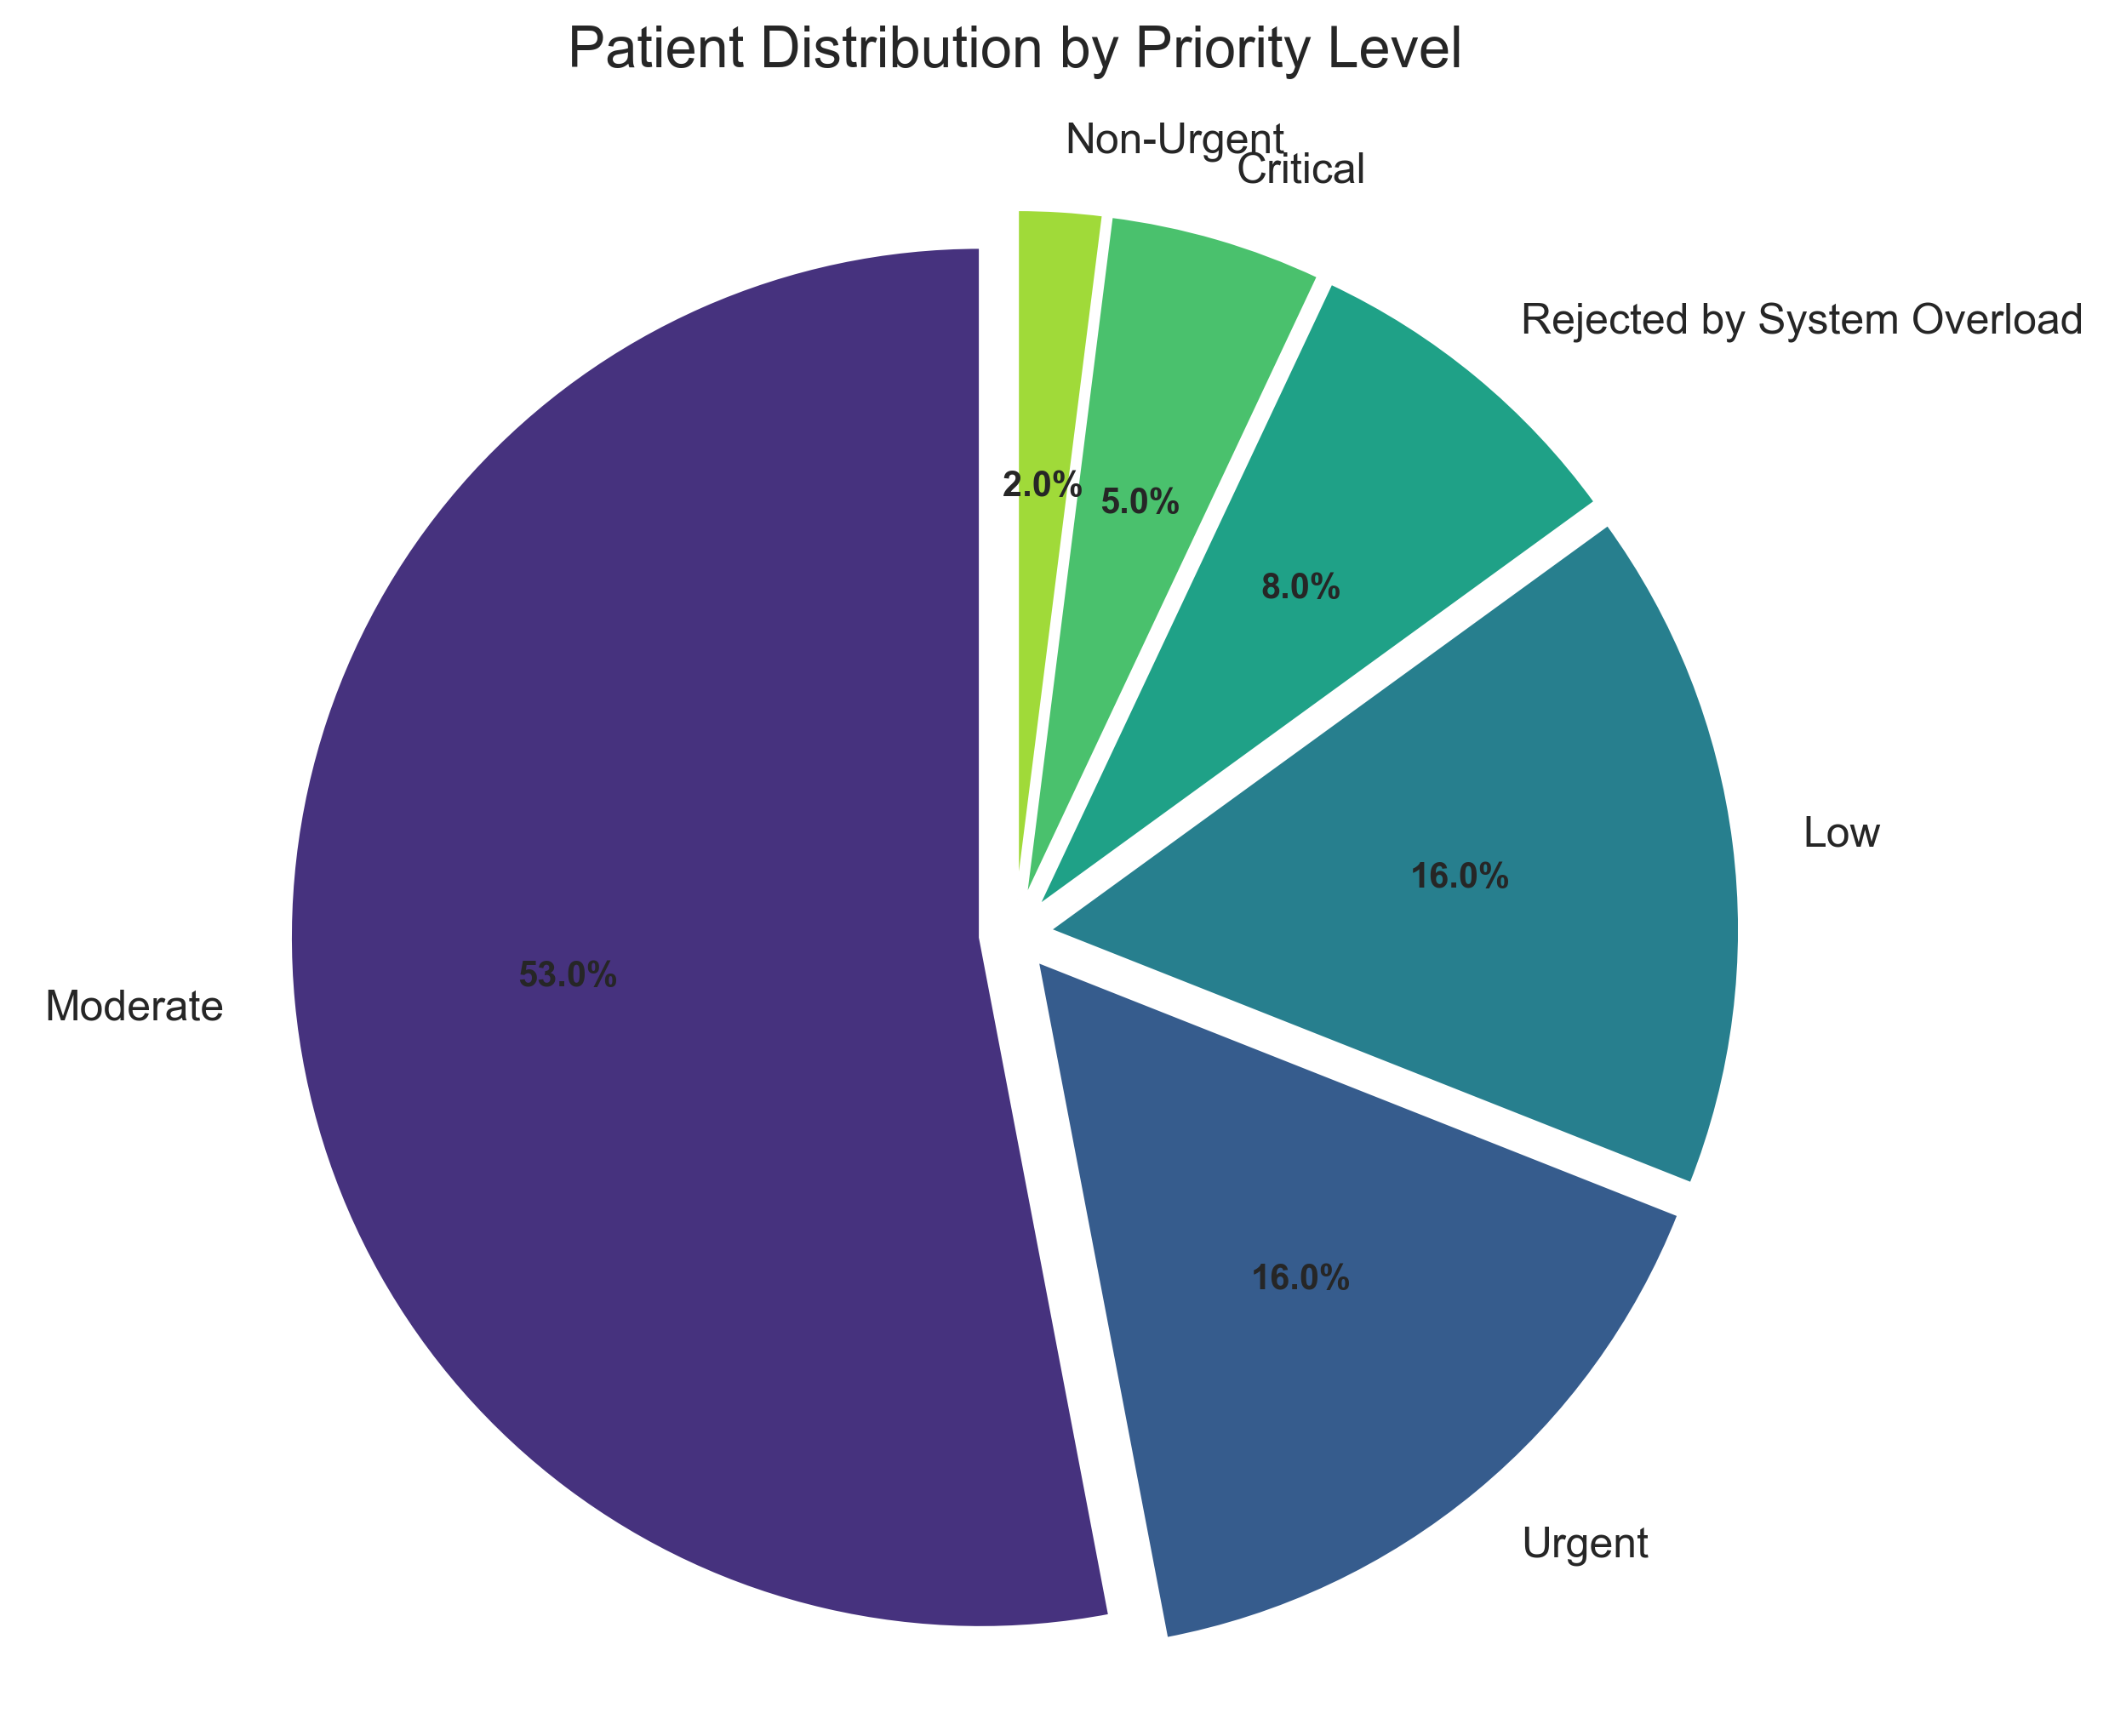 Patient Distribution by Priority Level
Non-Urgent
Critical
Rejected by System Overload
2.0%
5.0%
8.0%
Low
16.0%
53.0%
Moderate
16.0%
Urgent